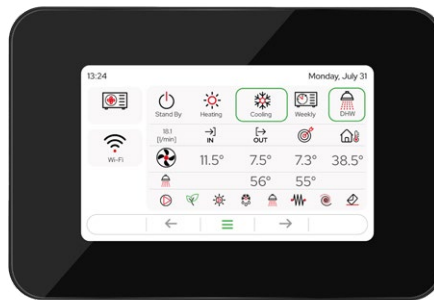 13:24 Monday, July 31
Stand By Heating Cooling Weekly DHW
18.1 IN OUT
[l/min]
Wi-Fi
11.5° 7.5° 7.3° 38.5°
56° 55°